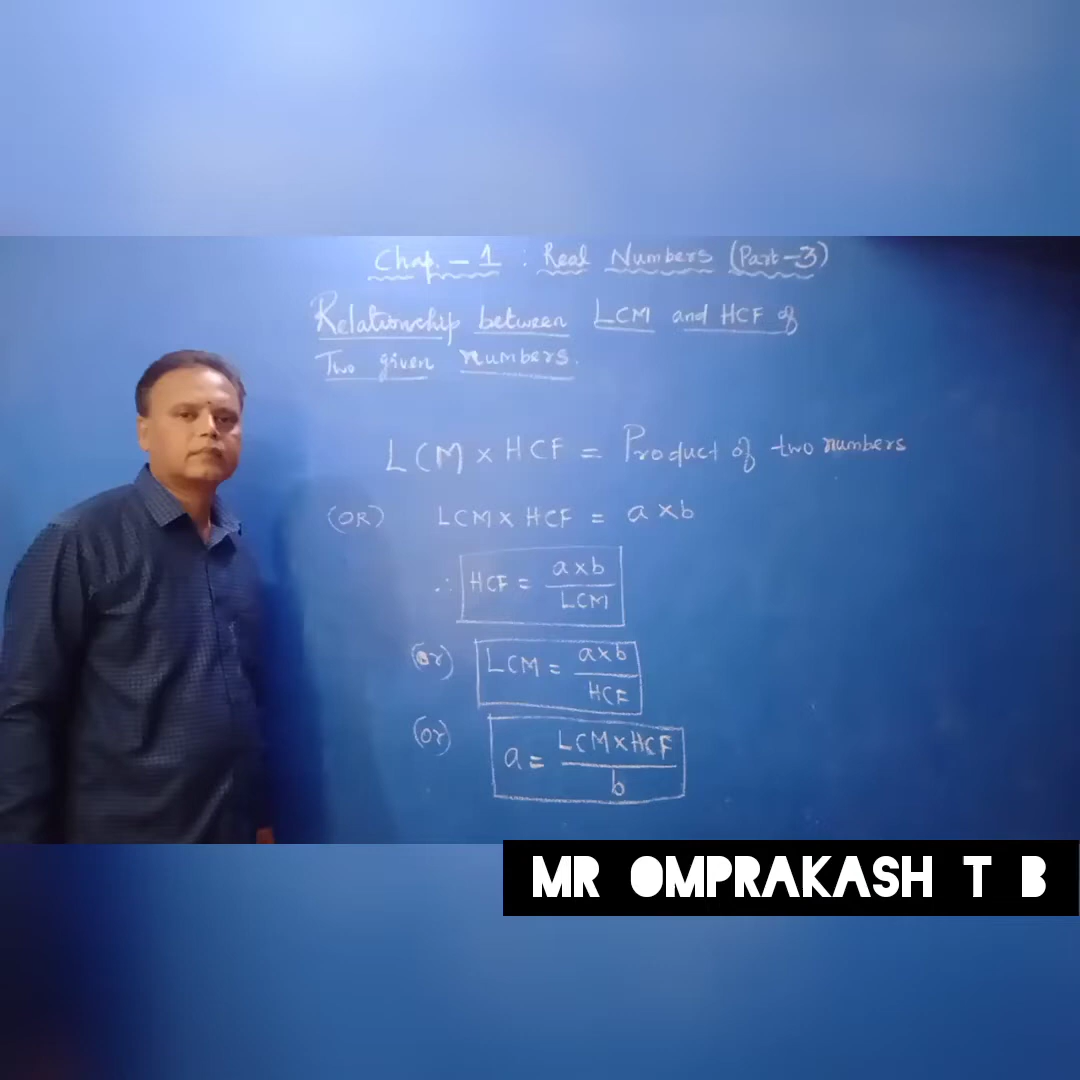 Chap. - 1 : Real Numbers (Part-3)
Relationship between LCM and HCF of
Two given numbers.
LCM × HCF = Product of two numbers
(OR) LCM × HCF = a × b
∴ HCF = a×b / LCM
(or) LCM = a×b / HCF
(or) a = LCM×HCF / b
MR OMPRAKASH T B